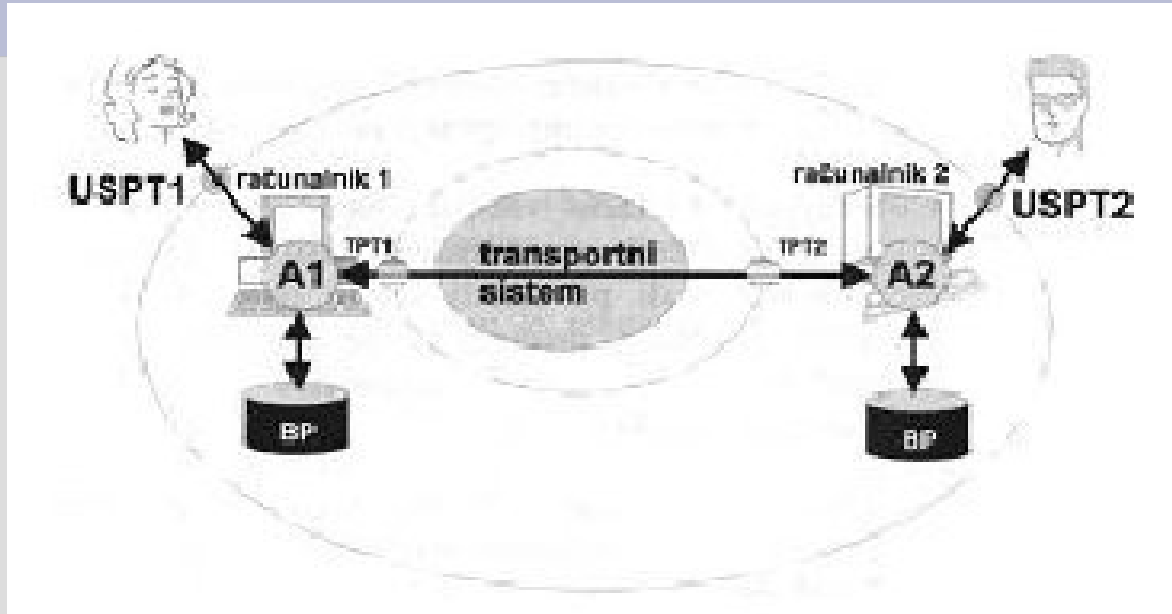 računalnik 1
računalnik 2
USPT1
USPT2
TPT1
TPT2
transportni
sistem
A1
A2
BP
BP